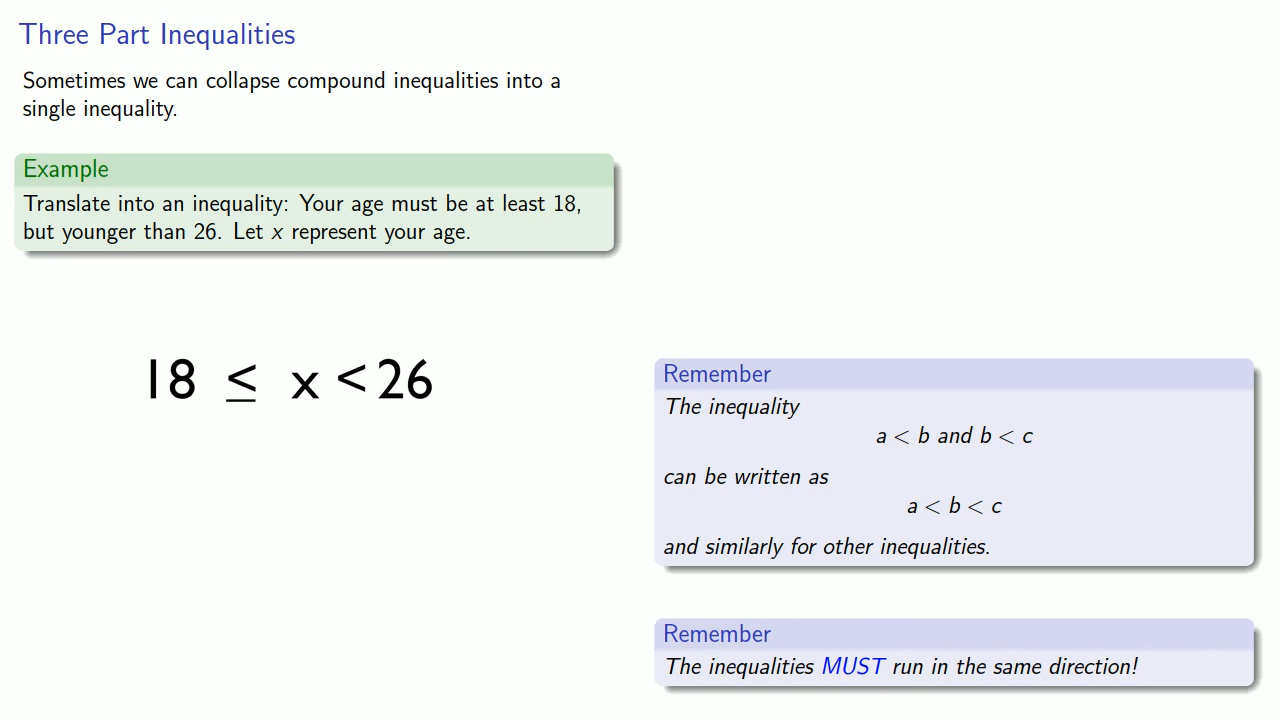 Three Part Inequalities
Sometimes we can collapse compound inequalities into a
single inequality.
Example
Translate into an inequality: Your age must be at least 18,
but younger than 26. Let x represent your age.
18 ≤ x < 26
Remember
The inequality
a < b and b < c
can be written as
a < b < c
and similarly for other inequalities.
Remember
The inequalities MUST run in the same direction!